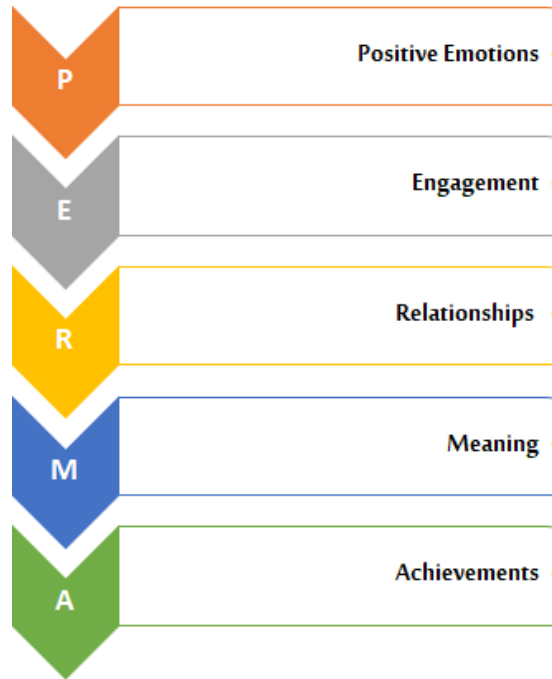 P
Positive Emotions
E
Engagement
R
Relationships
M
Meaning
A
Achievements